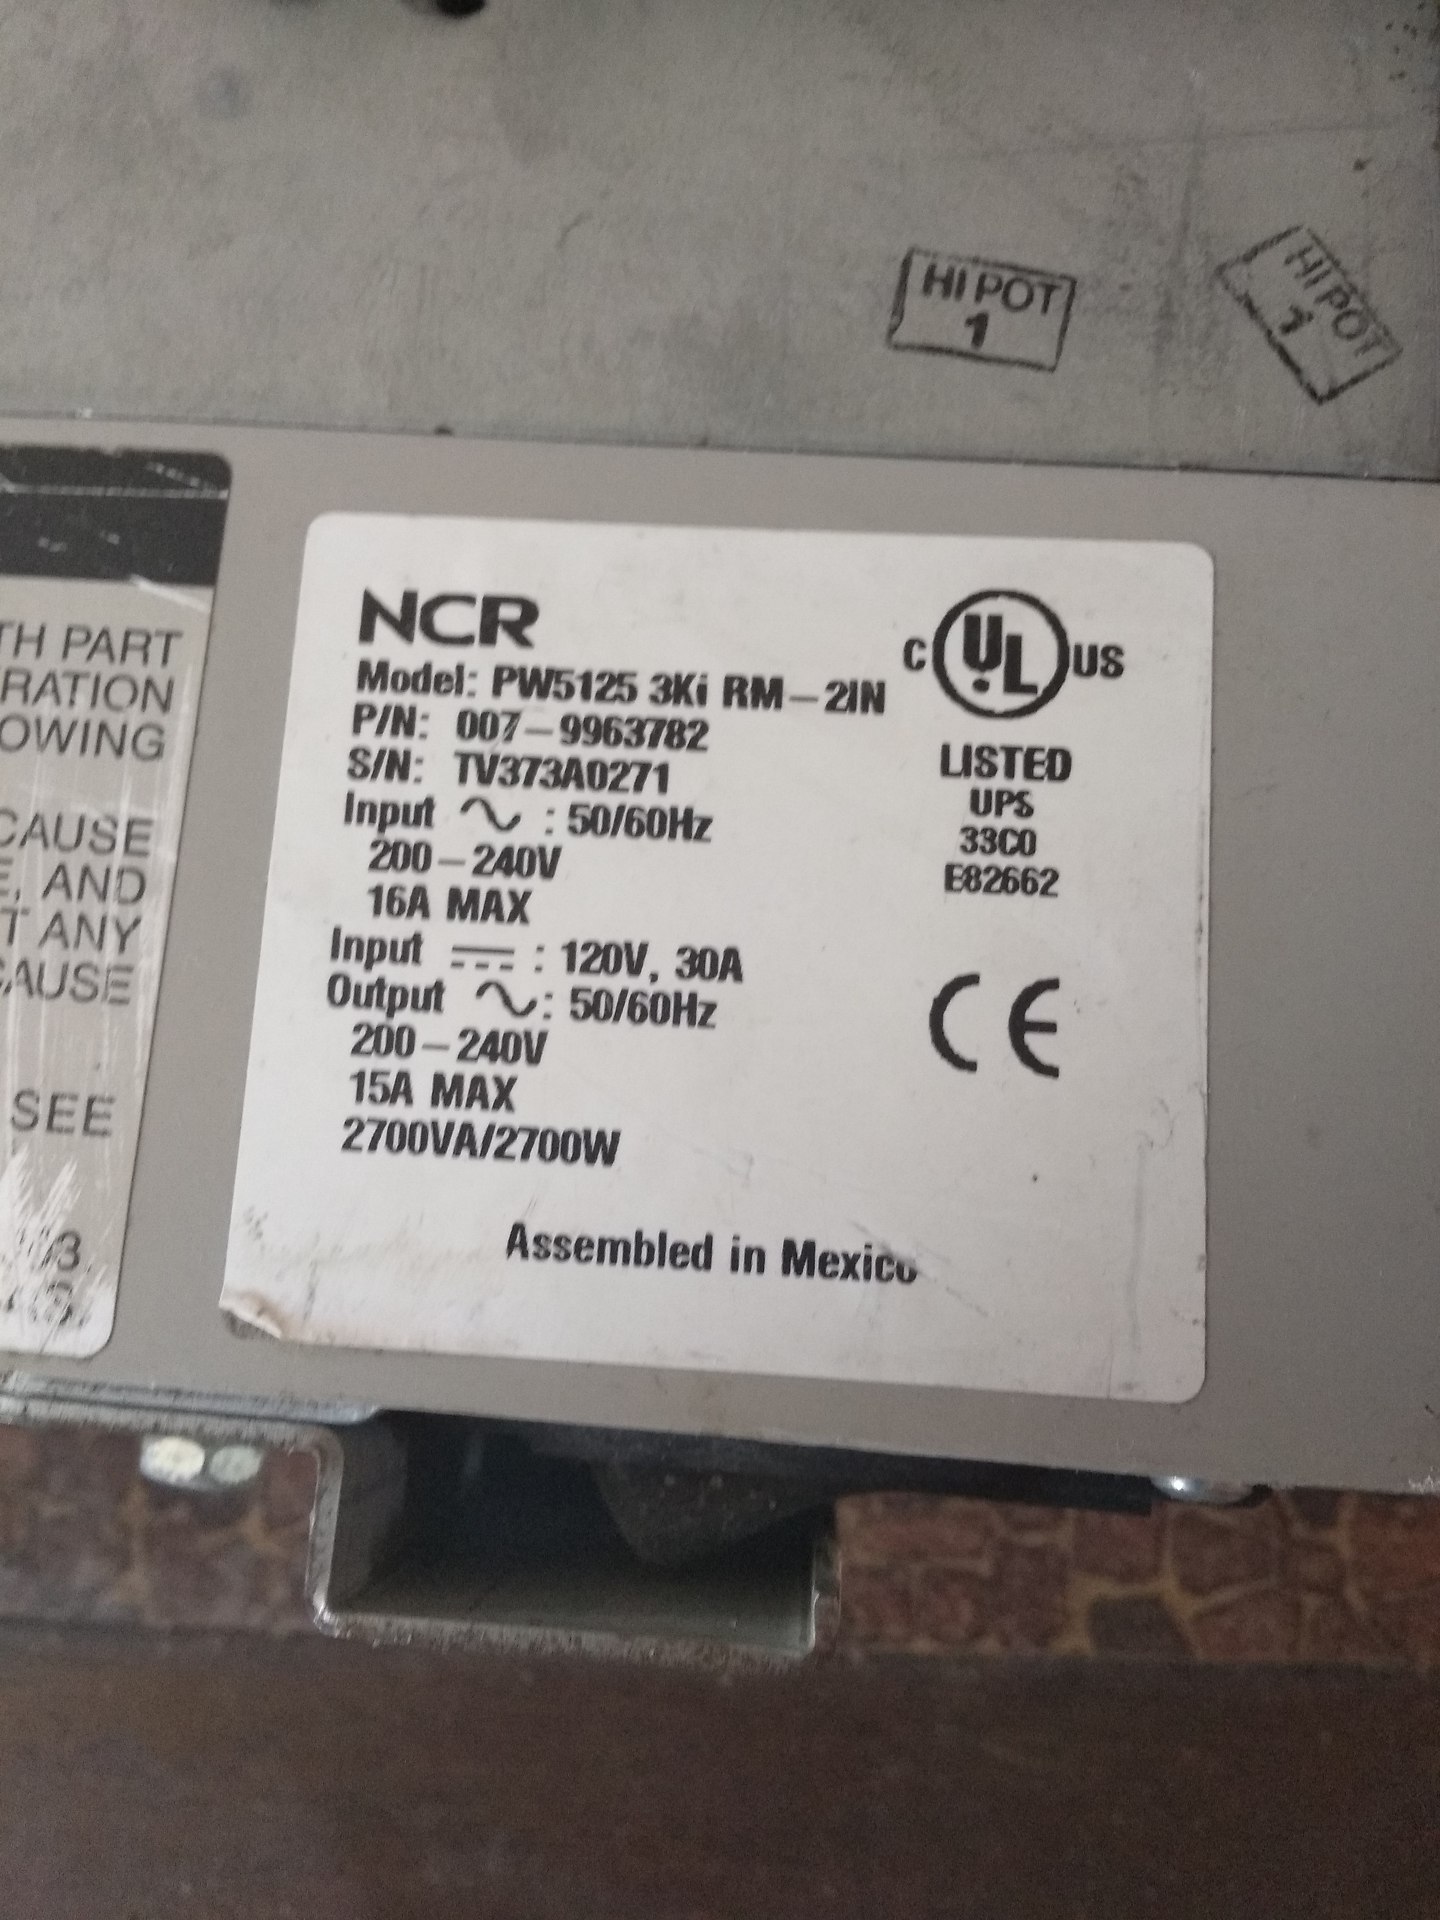 HI POT
1
HI POT
1
TH PART
RATION
OWING
CAUSE
E, AND
T ANY
CAUSE
SEE
NCR
Model: PW5125 3Ki RM-2IN
P/N: 007-9963782
S/N: TV373A0271
Input ∿ : 50/60Hz
200-240V
16A MAX
Input ⎓ : 120V, 30A
Output ∿ : 50/60Hz
200-240V
15A MAX
2700VA/2700W
Assembled in Mexico
C UL US
LISTED
UPS
33C0
E82662
CE